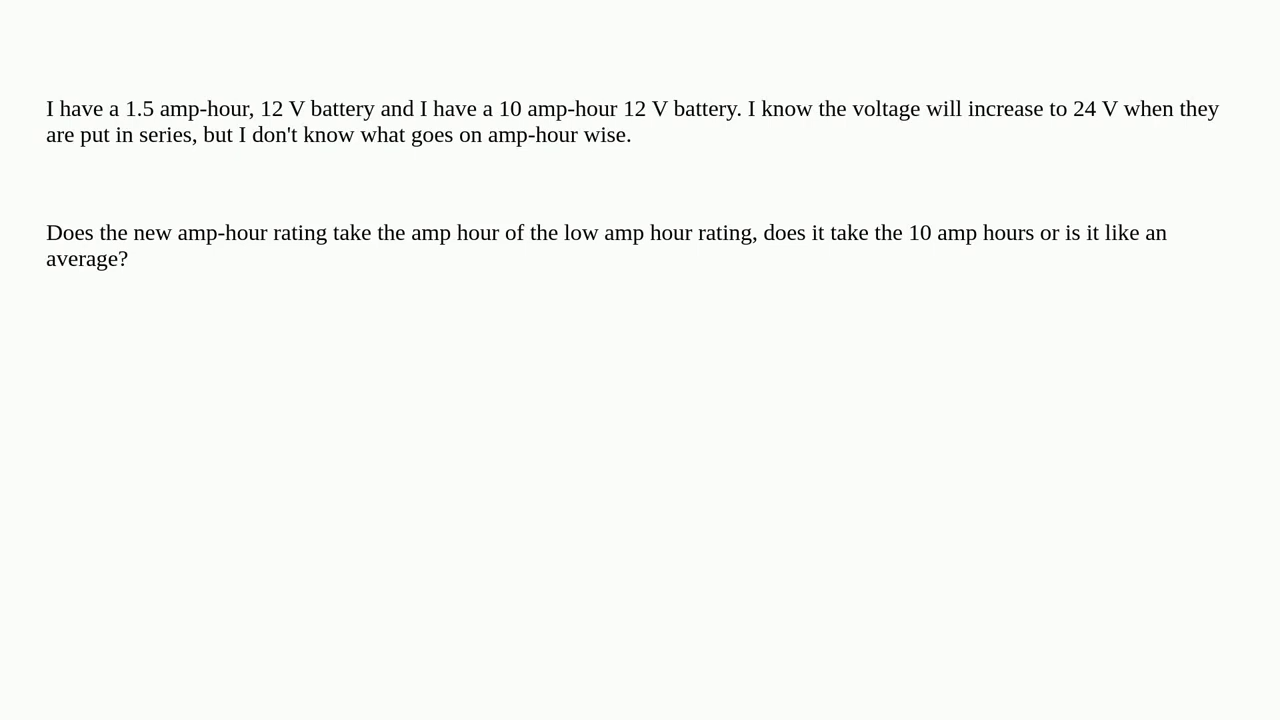 I have a 1.5 amp-hour, 12 V battery and I have a 10 amp-hour 12 V battery. I know the voltage will increase to 24 V when they
are put in series, but I don't know what goes on amp-hour wise.
Does the new amp-hour rating take the amp hour of the low amp hour rating, does it take the 10 amp hours or is it like an
average?